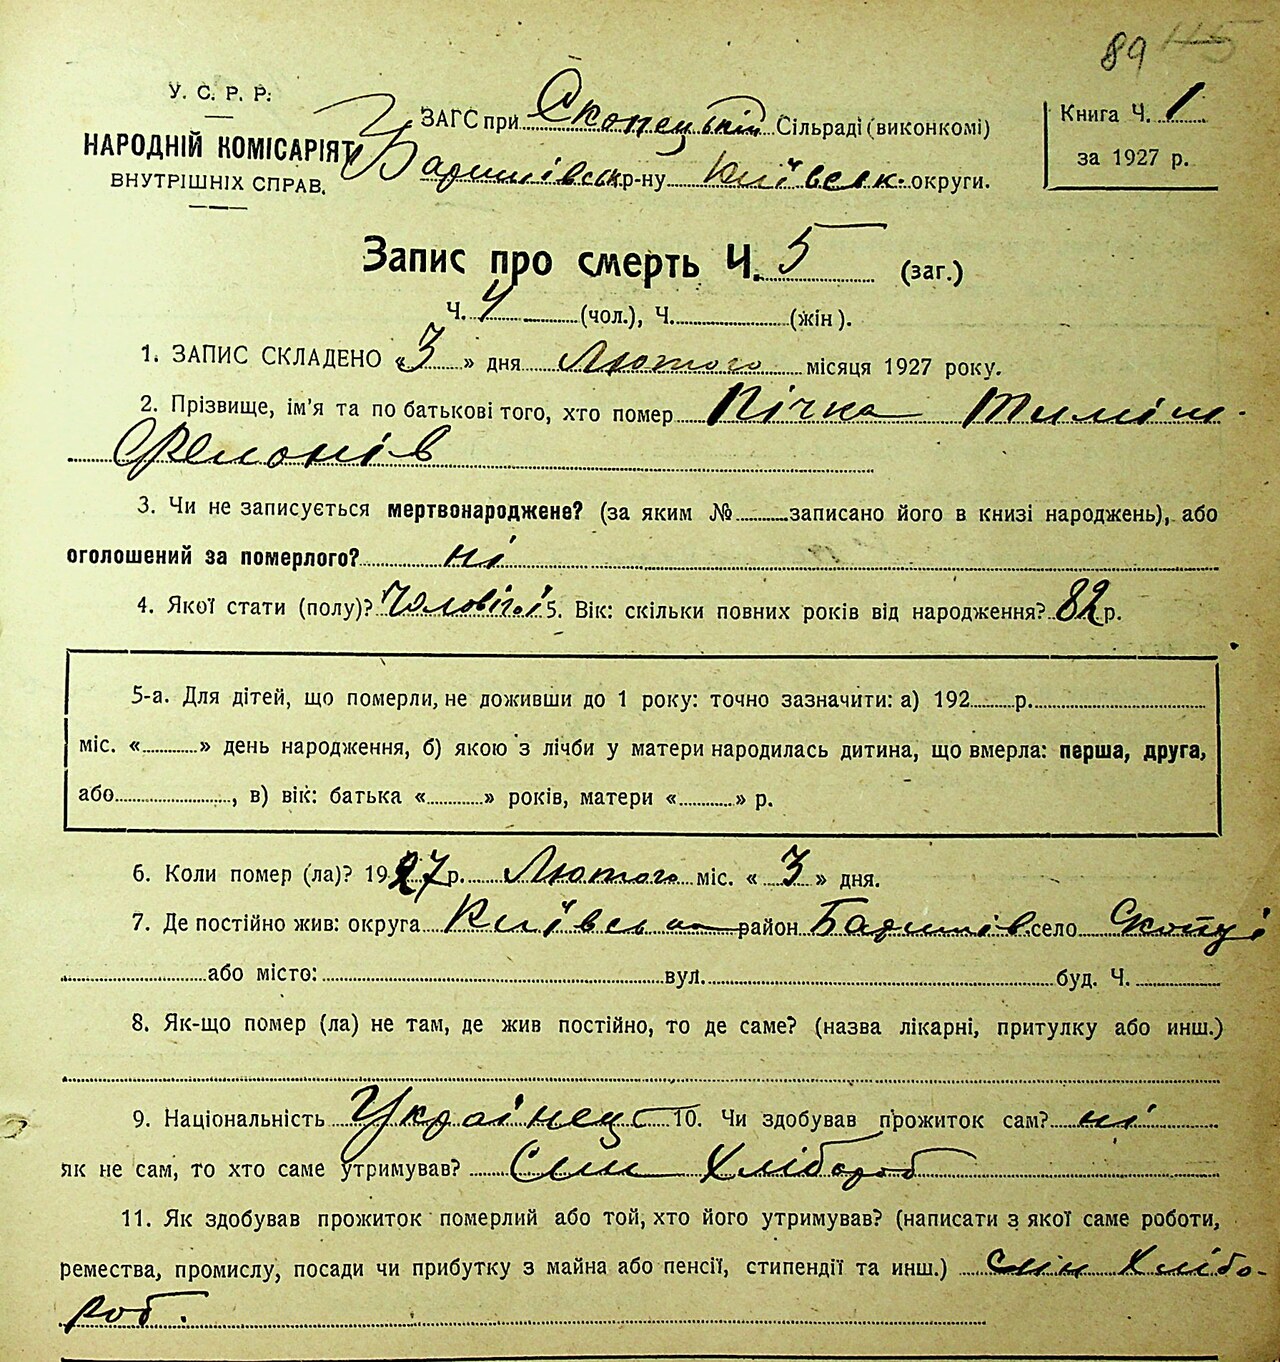 89 45
У. С. Р. Р.
НАРОДНІЙ КОМІСАРІЯТ
ВНУТРІШНІХ СПРАВ.
ЗАГС при Скопецькій Сільраді (виконкомі)
Баришівськ р-ну Київськ. округи.
Книга Ч. 1
за 1927 р.
Запис про смерть Ч. 5 (заг.)
Ч. 4 (чол.), Ч. (жін).
1. ЗАПИС СКЛАДЕНО «3» дня Лютого місяця 1927 року.
2. Прізвище, ім'я та по батькові того, хто помер Пічка Тиміш
3. Чи не записується мертвонароджене? (за яким № записано його в книзі народжень), або
оголошений за померлого? ні
4. Якої стати (полу)? Чоловічої 5. Вік: скільки повних років від народження? 82 р.
5-а. Для дітей, що померли, не доживши до 1 року: точно зазначити: а) 192 р.
міс. « » день народження, б) якою з лічби у матери народилась дитина, що вмерла: перша, друга,
або , в) вік: батька « » років, матери « » р.
6. Коли помер (ла)? 1927 р. Лютого міс. «3» дня.
7. Де постійно жив: округа Київська район Баришів. село Скопці
або місто: вул. буд. Ч.
8. Як-що помер (ла) не там, де жив постійно, то де саме? (назва лікарні, притулку або инш.)
9. Національність Українец 10. Чи здобував прожиток сам? ні
як не сам, то хто саме утримував? Син Хлібороб
11. Як здобував прожиток померлий або той, хто його утримував? (написати з якої саме роботи,
ремества, промислу, посади чи прибутку з майна або пенсії, стипендії та инш.) син Хлібо-
роб.